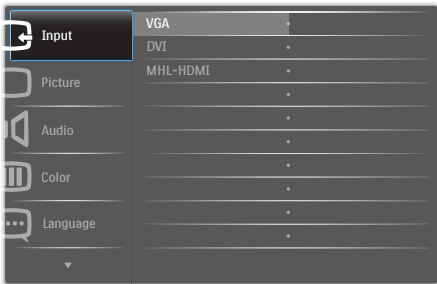 Input
Picture
Audio
Color
Language
VGA
DVI
MHL-HDMI